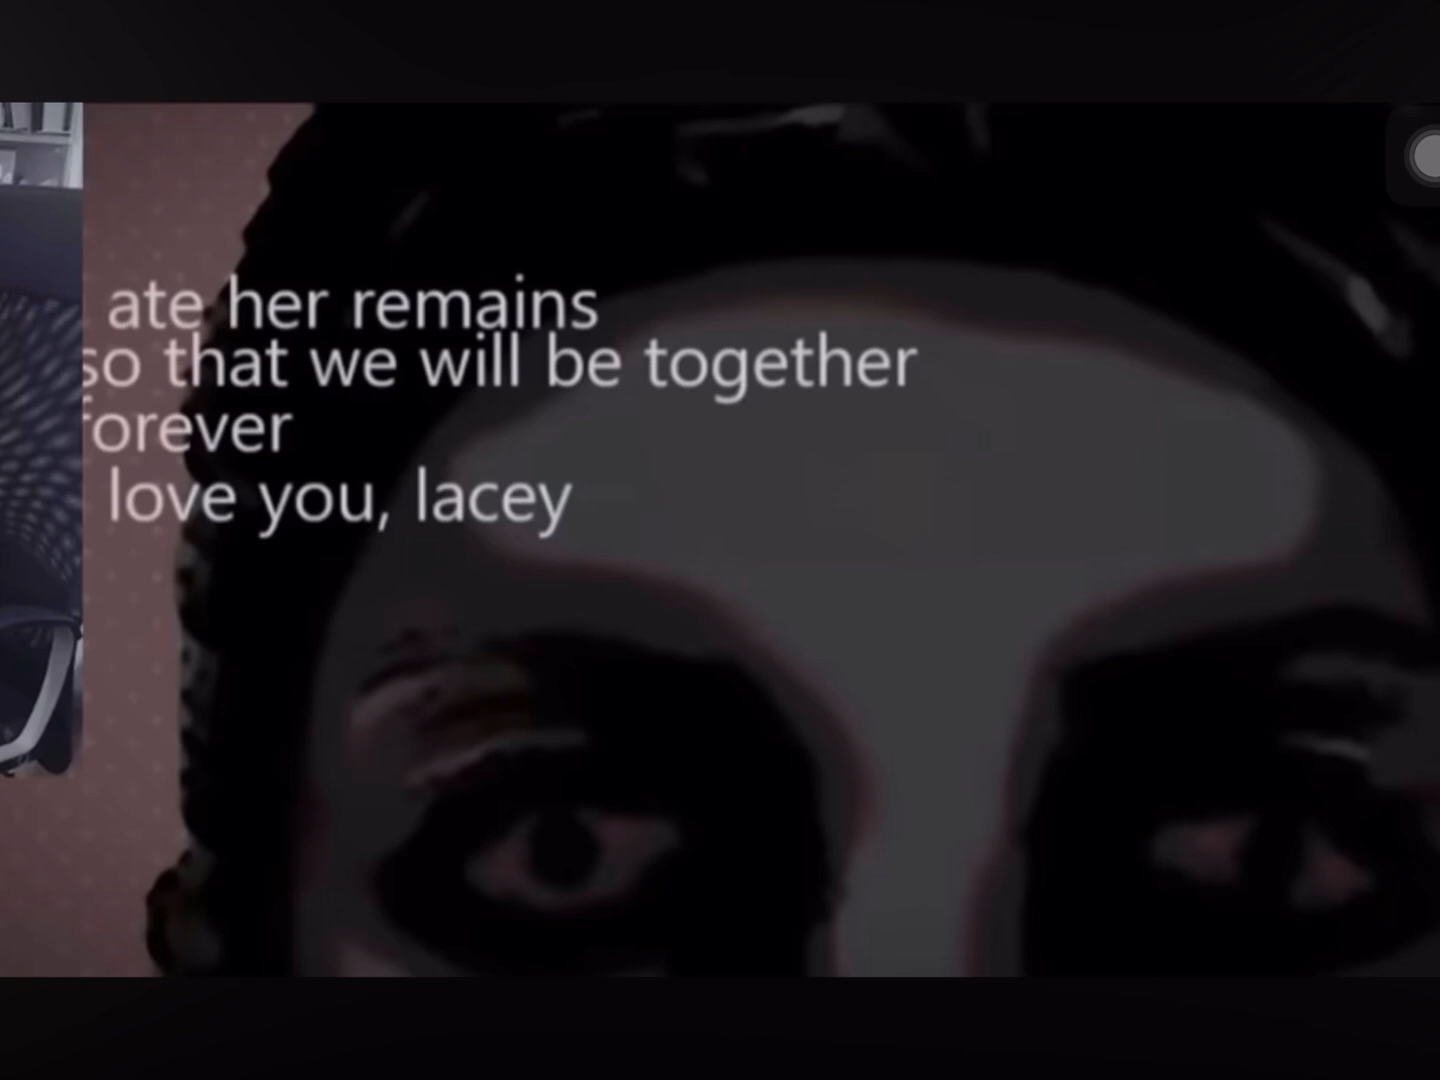 ate her remains
so that we will be together
forever
love you, lacey